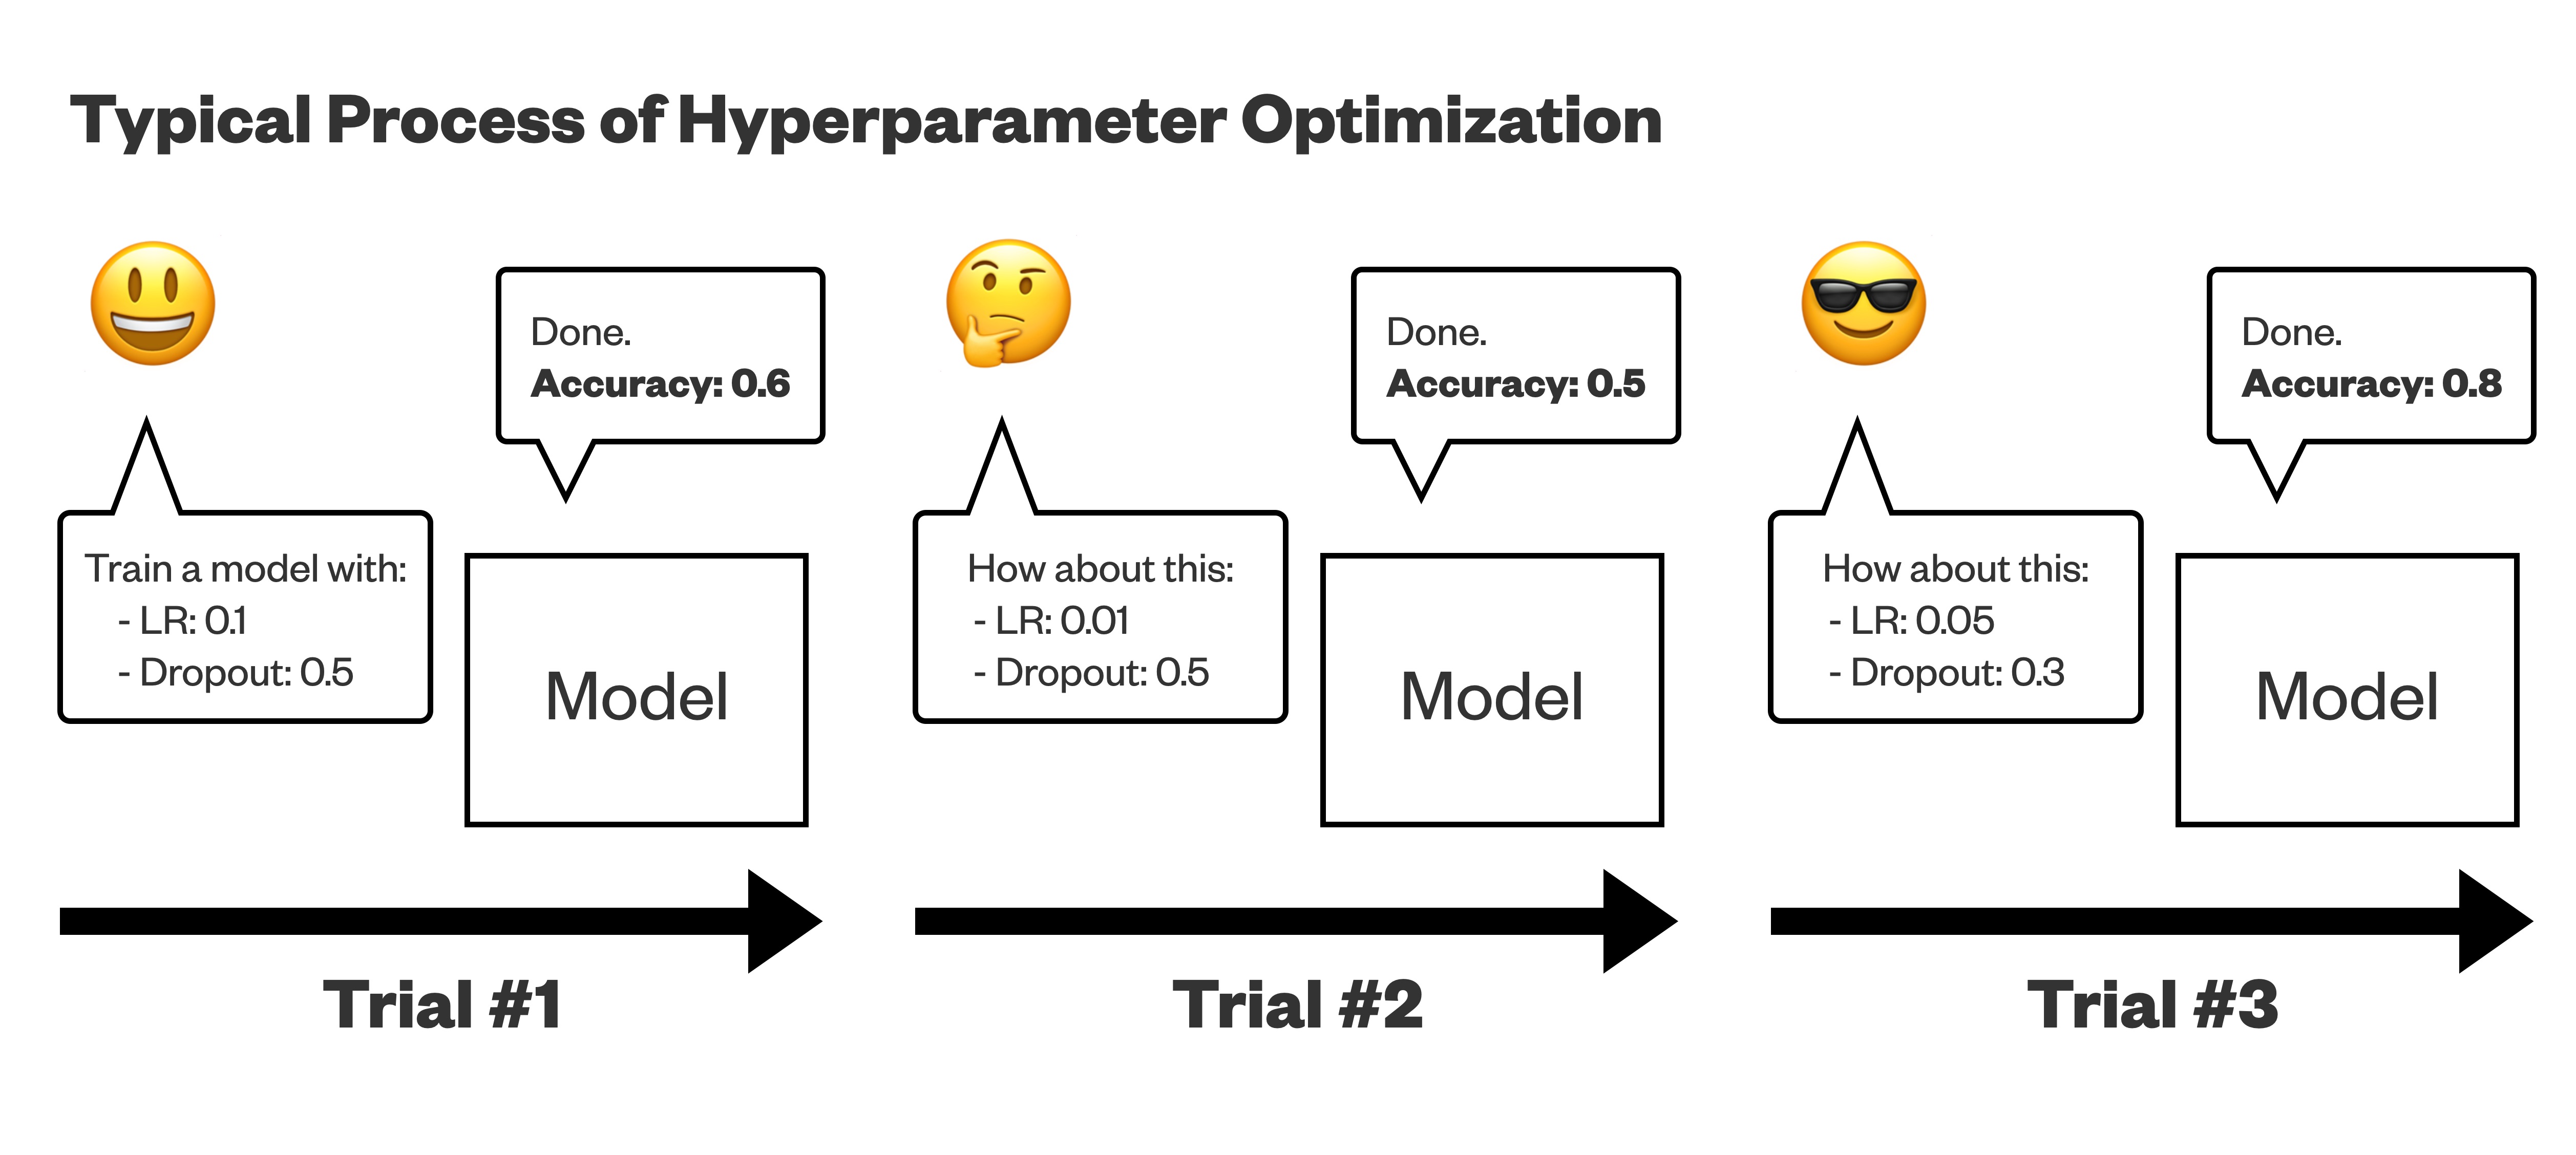 Typical Process of Hyperparameter Optimization
Train a model with:
- LR: 0.1
- Dropout: 0.5
Done.
Accuracy: 0.6
Model
Trial #1
How about this:
- LR: 0.01
- Dropout: 0.5
Done.
Accuracy: 0.5
Model
Trial #2
How about this:
- LR: 0.05
- Dropout: 0.3
Done.
Accuracy: 0.8
Model
Trial #3